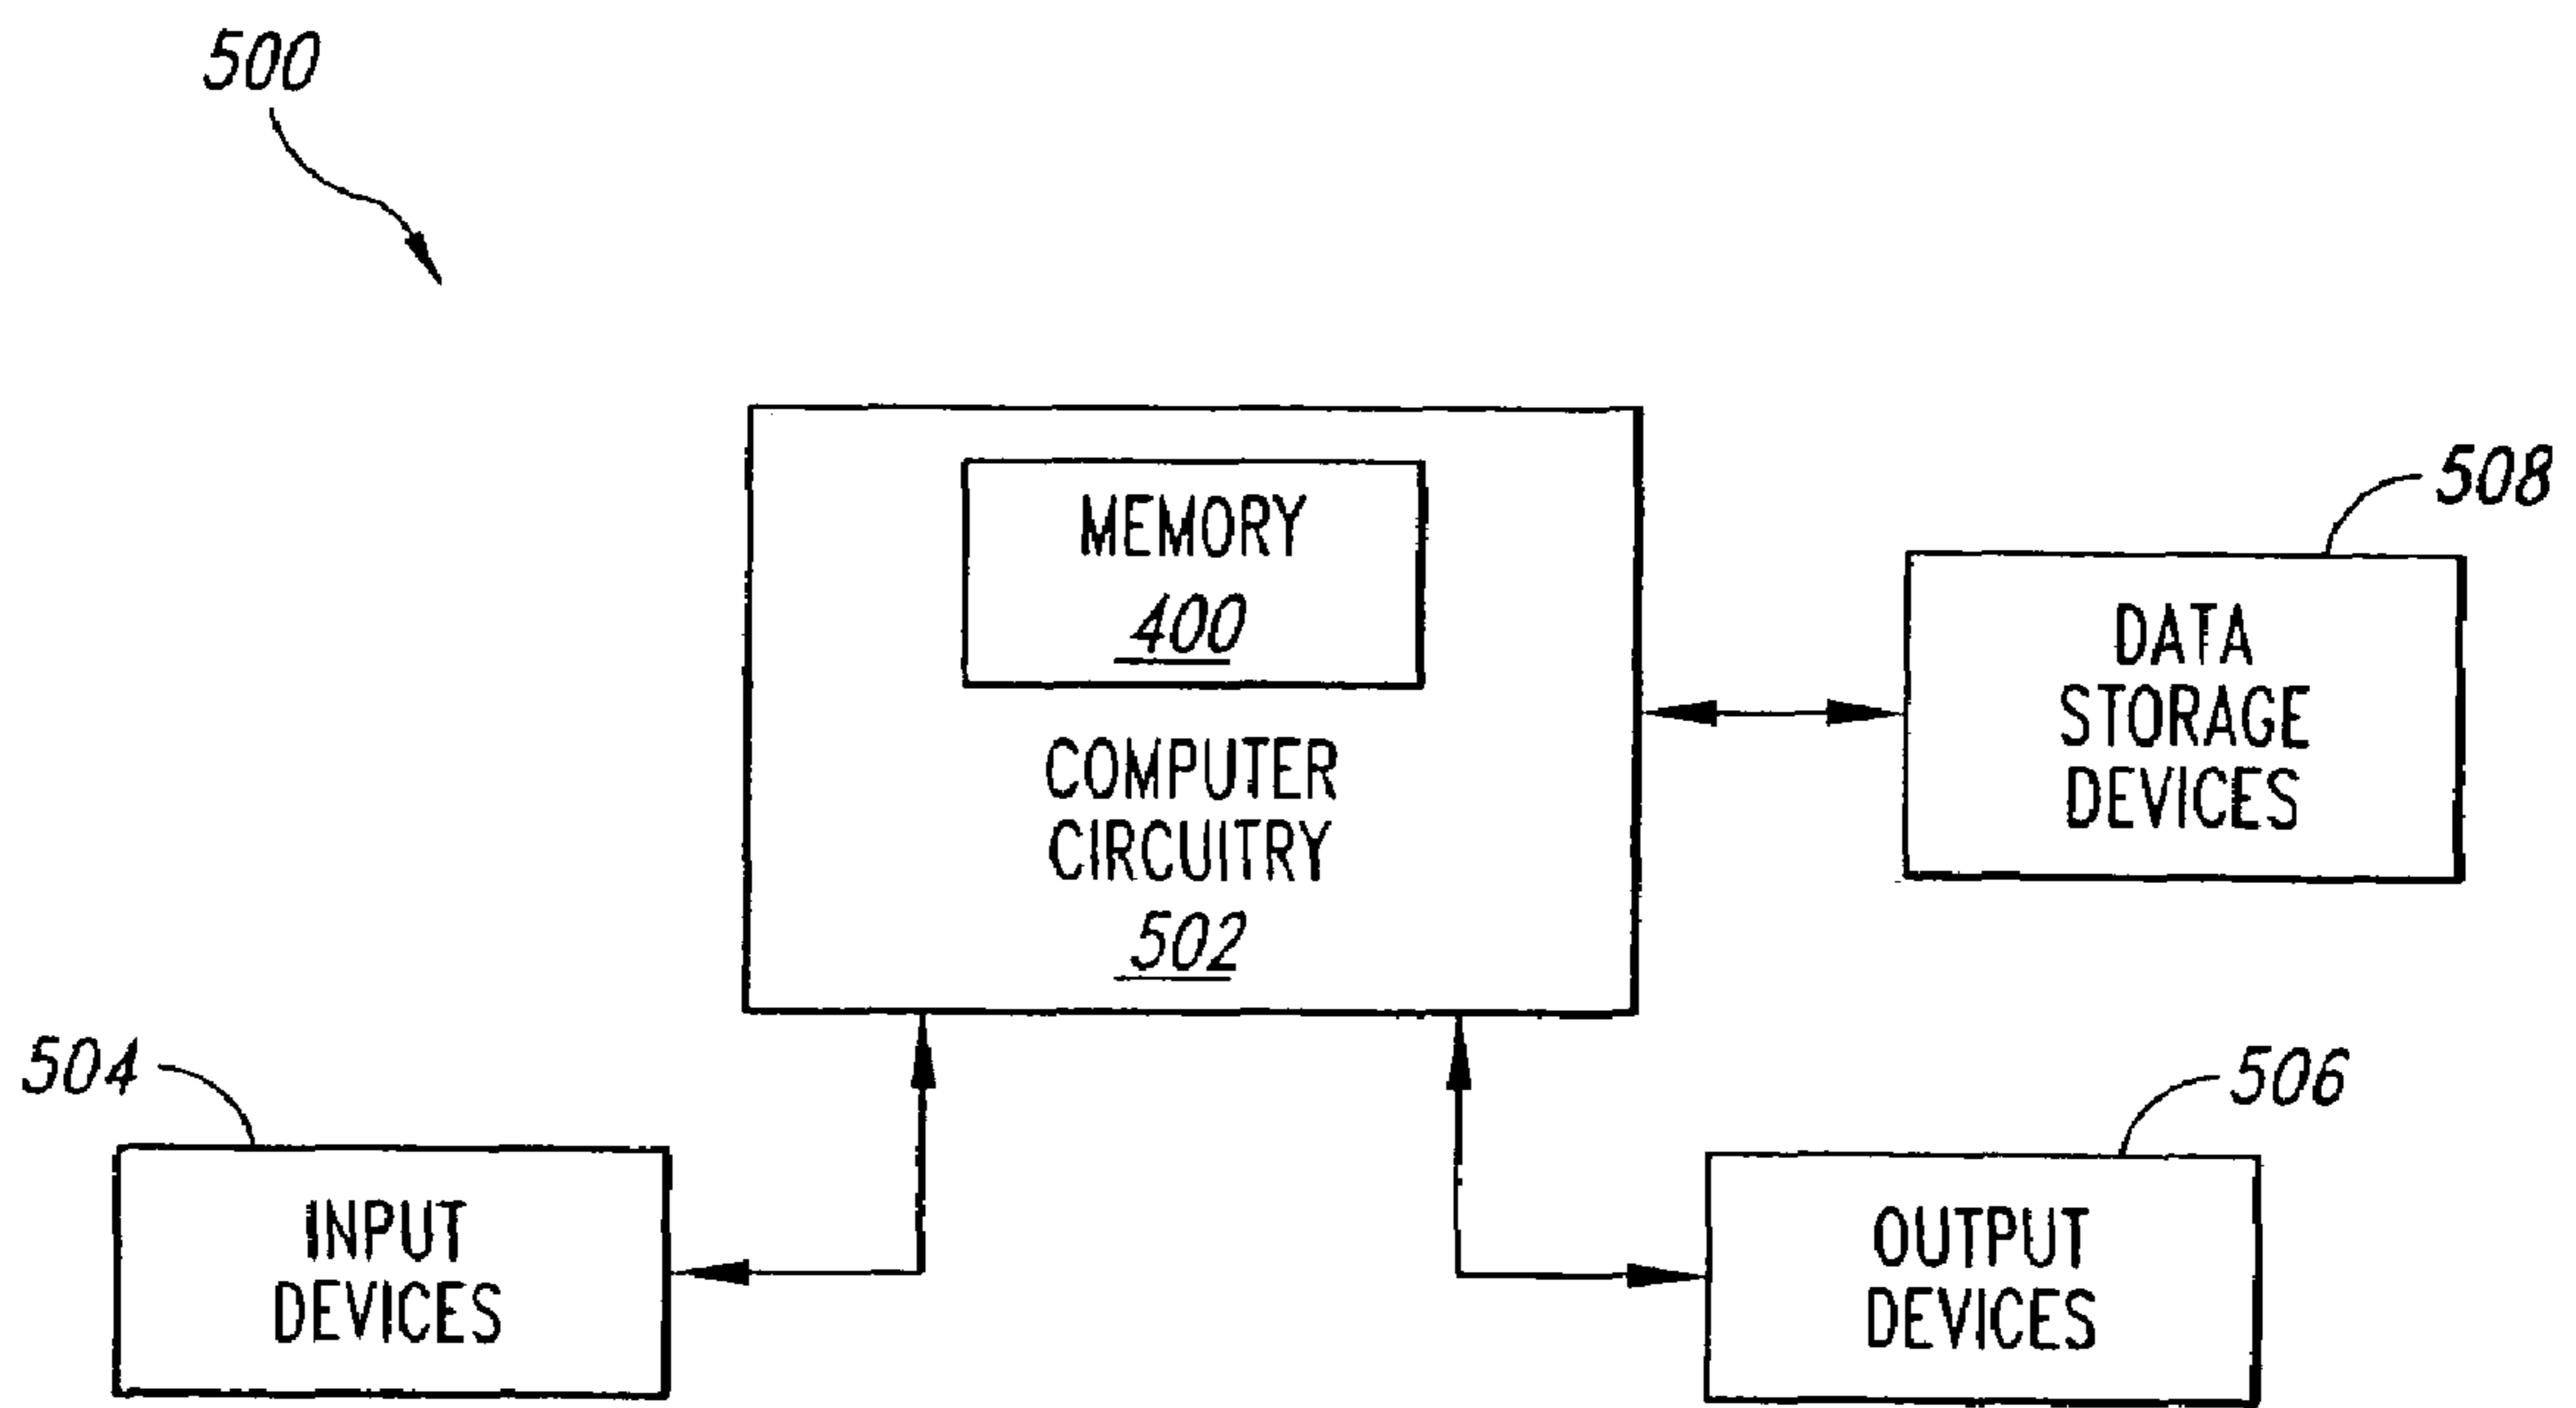 500
MEMORY
400
508
DATA
STORAGE
DEVICES
COMPUTER
CIRCUITRY
502
504
INPUT
DEVICES
506
OUTPUT
DEVICES